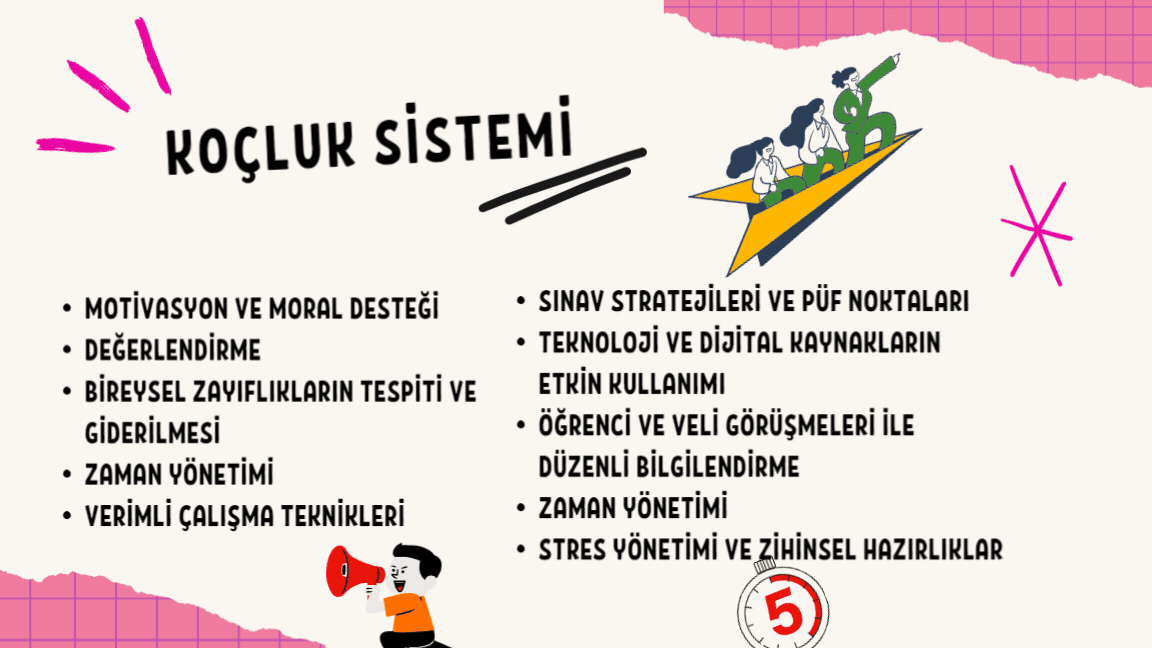 KOÇLUK SİSTEMİ
• MOTİVASYON VE MORAL DESTEĞİ
• DEĞERLENDİRME
• BİREYSEL ZAYIFLIKLARIN TESPİTİ VE
GİDERİLMESİ
• ZAMAN YÖNETİMİ
• VERİMLİ ÇALIŞMA TEKNİKLERİ
• SINAV STRATEJİLERİ VE PÜF NOKTALARI
• TEKNOLOJİ VE DİJİTAL KAYNAKLARIN
ETKİN KULLANIMI
• ÖĞRENCİ VE VELİ GÖRÜŞMELERİ İLE
DÜZENLİ BİLGİLENDİRME
• ZAMAN YÖNETİMİ
• STRES YÖNETİMİ VE ZİHİNSEL HAZIRLIKLAR
5